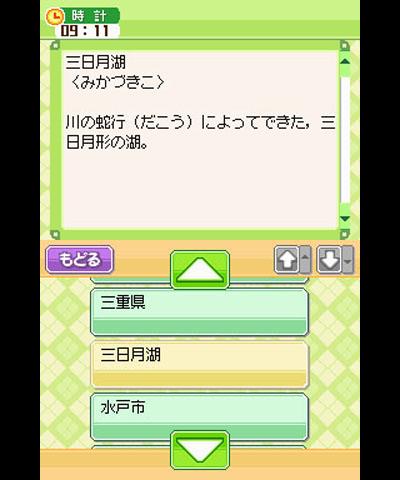 時計
09:11
三日月湖
〈みかづきこ〉
川の蛇行（だこう）によってできた，三
日月形の湖。
もどる
三重県
三日月湖
水戸市